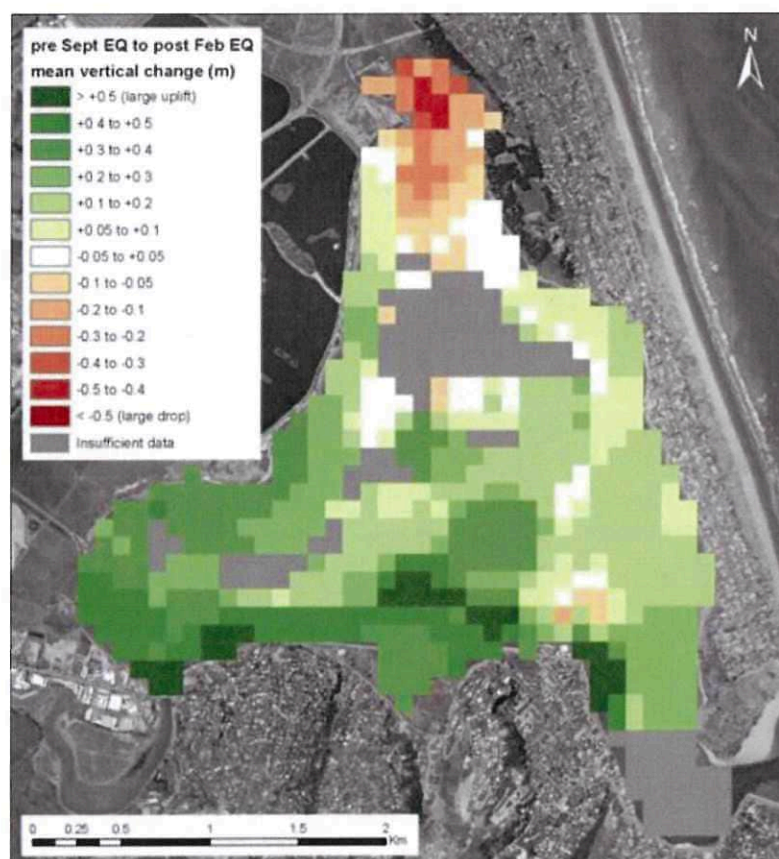 pre Sept EQ to post Feb EQ
mean vertical change (m)
> +0.5 (large uplift)
+0.4 to +0.5
+0.3 to +0.4
+0.2 to +0.3
+0.1 to +0.2
+0.05 to +0.1
-0.05 to +0.05
-0.1 to -0.05
-0.2 to -0.1
-0.3 to -0.2
-0.4 to -0.3
-0.5 to -0.4
< -0.5 (large drop)
Insufficient data
N
0 0.25 0.5 1 1.5 2
Km